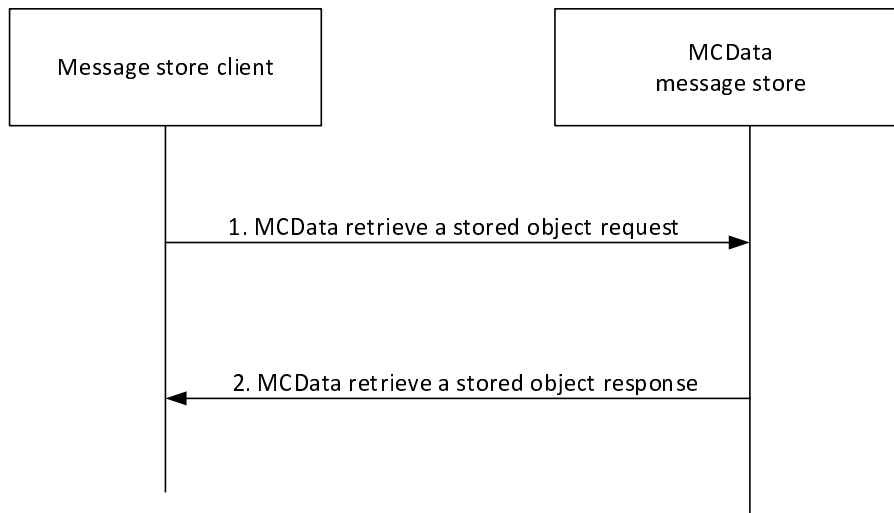 Message store client
MCData
message store
1. MCData retrieve a stored object request
2. MCData retrieve a stored object response